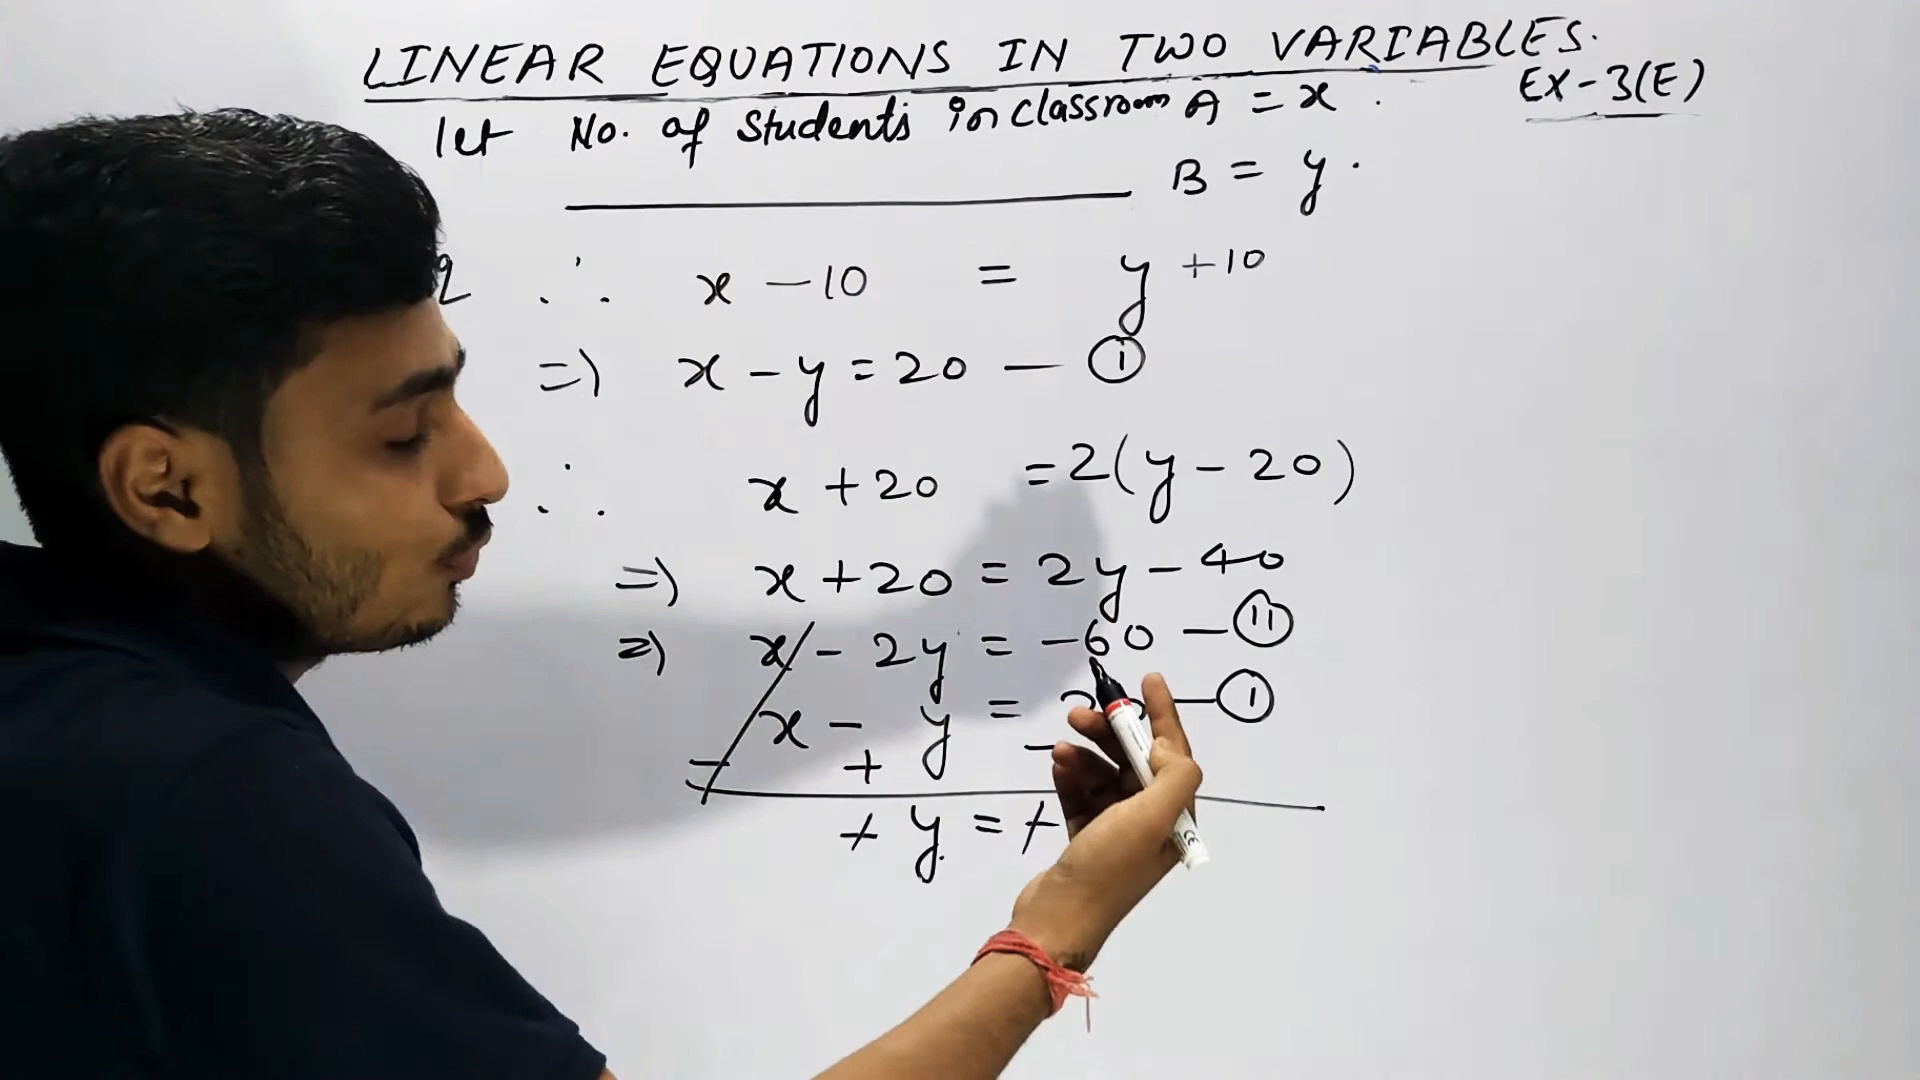 LINEAR EQUATIONS IN TWO VARIABLES.
EX-3(E)
let No. of Students in classroom A = x .
B = y .
∴ x - 10 = y + 10
=) x - y = 20 — ①
∴ x + 20 = 2(y - 20)
=) x + 20 = 2y - 40
=) x - 2y = -60 — ⑪
x - y = — ①
- + -
+ y = +